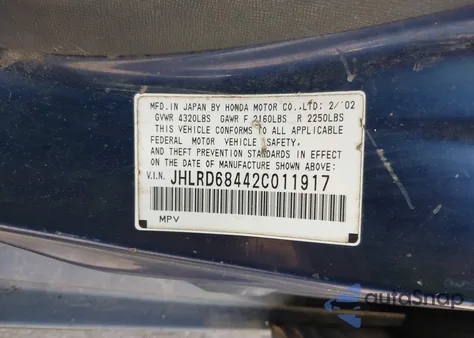 MFD.IN JAPAN BY HONDA MOTOR CO.,LTD: 2/'02
GVWR 4320LBS GAWR F 2160LBS R 2250LBS
THIS VEHICLE CONFORMS TO ALL APPLICABLE
FEDERAL MOTOR VEHICLE SAFETY,
AND THEFT PREVENTION STANDARDS IN EFFECT
ON THE DATE OF MANUFACTURE SHOWN ABOVE.
V.I.N. JHLRD68442C011917
MPV
autoSnap